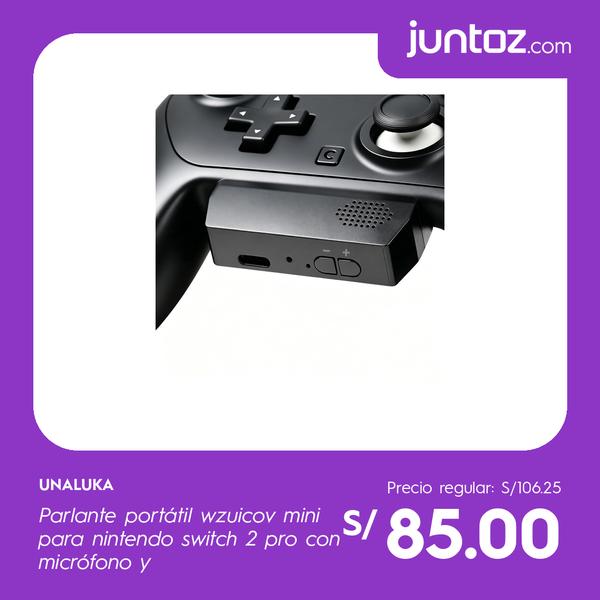 juntoz.com
C
− +
UNALUKA
Precio regular: S/106.25
Parlante portátil wzuicov mini
para nintendo switch 2 pro con
micrófono y
S/ 85.00